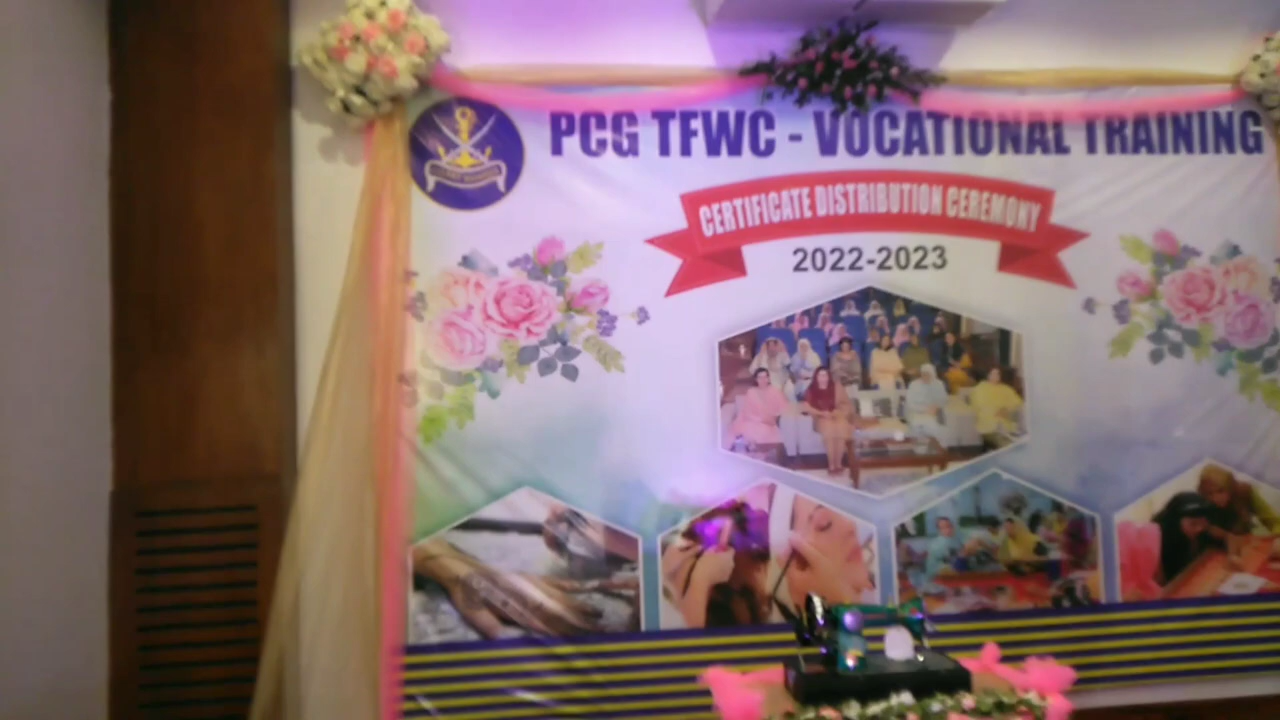 PCG TFWC - VOCATIONAL TRAINING
CERTIFICATE DISTRIBUTION CEREMONY
2022-2023